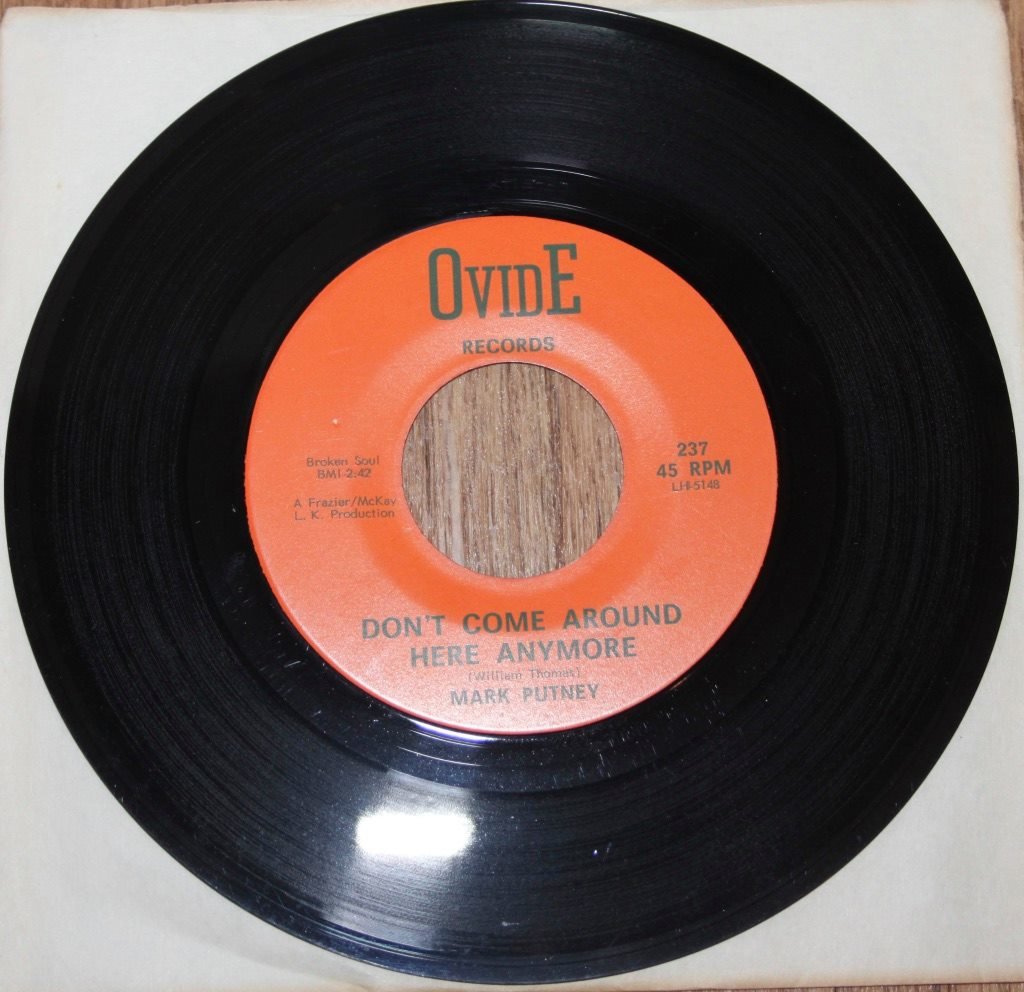 OVIDE
RECORDS
Broken Soul
BMI-2:42
A Frazier/McKay
L. K. Production
237
45 RPM
LH-5148
DON'T COME AROUND
HERE ANYMORE
(William Thomas)
MARK PUTNEY